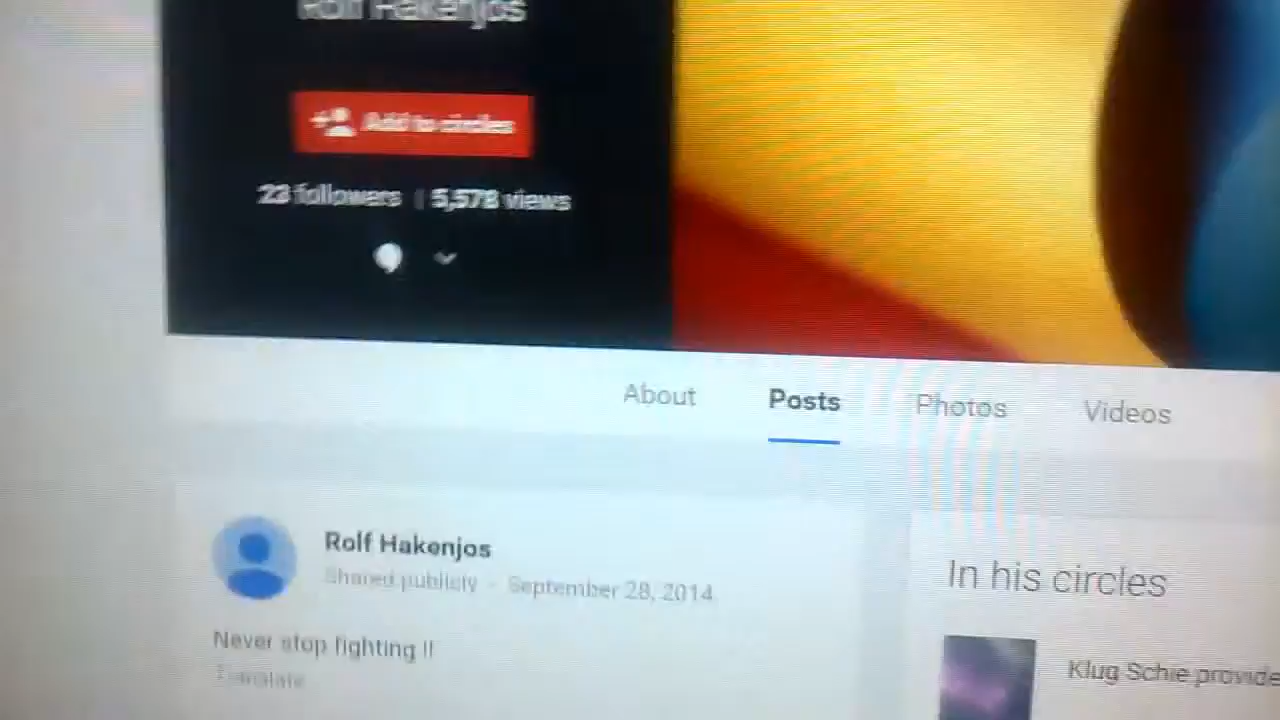 Rolf Hakenjos
Add to circles
23 followers | 5,578 views
About Posts Photos Videos
Rolf Hakenjos
Shared publicly - September 28, 2014
Never stop fighting !!
Translate
In his circles
Klug Schie provide